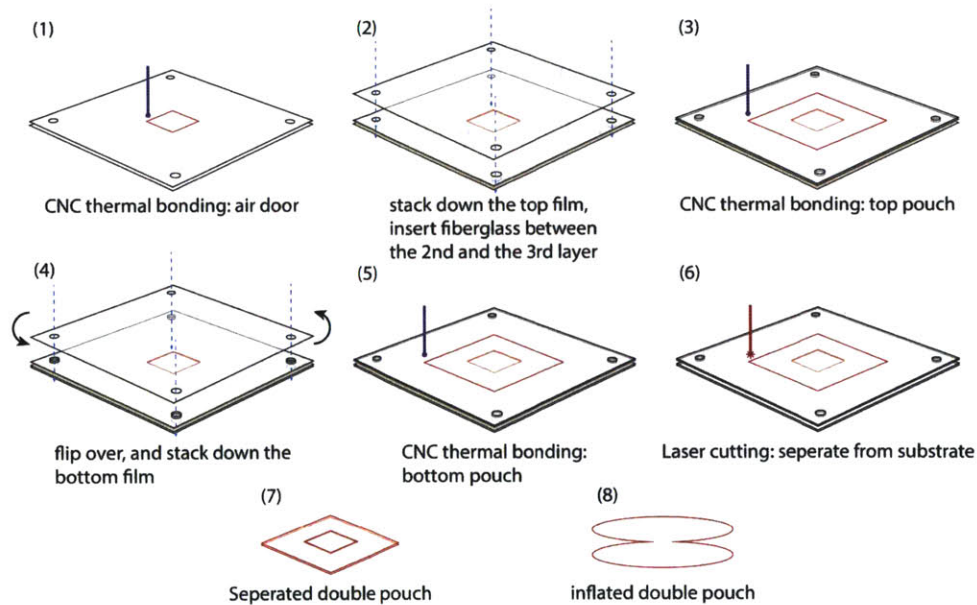 (1)
CNC thermal bonding: air door
(2)
stack down the top film,
insert fiberglass between
the 2nd and the 3rd layer
(3)
CNC thermal bonding: top pouch
(4)
flip over, and stack down the
bottom film
(5)
CNC thermal bonding:
bottom pouch
(6)
Laser cutting: seperate from substrate
(7)
Seperated double pouch
(8)
inflated double pouch